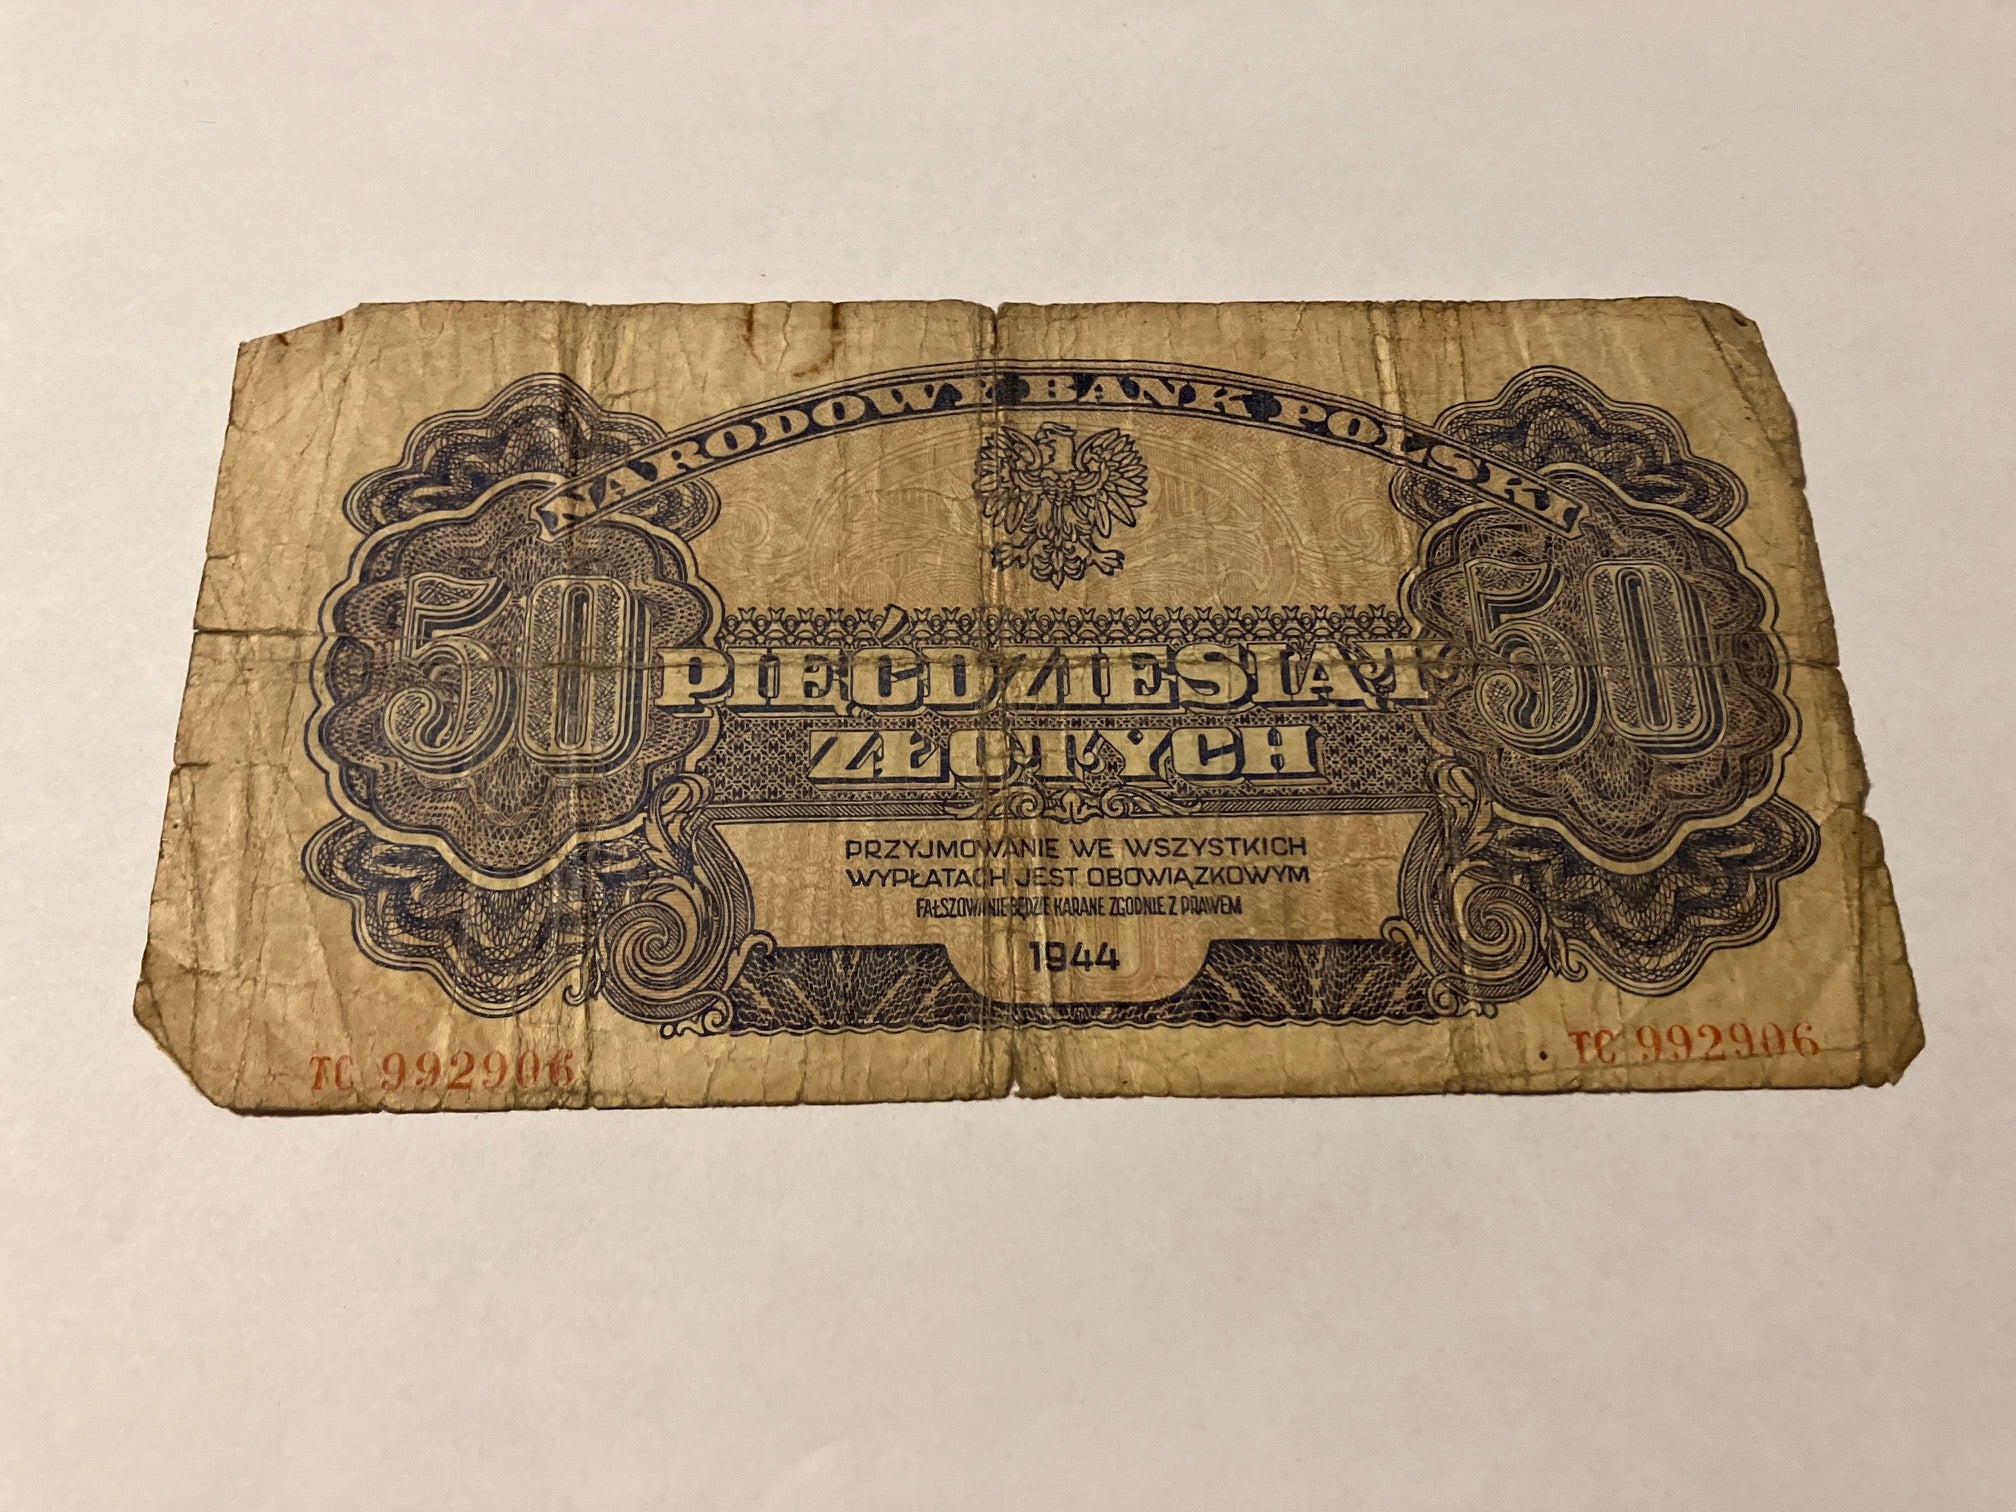 NARODOWY BANK POLSKI
50
50
PIĘĆDZIESIĄT
ZŁOTYCH
PRZYJMOWANIE WE WSZYSTKICH
WYPŁATACH JEST OBOWIĄZKOWYM
FAŁSZOWANIE BĘDZIE KARANE ZGODNIE Z PRAWEM
1944
TC 992906
TC 992906